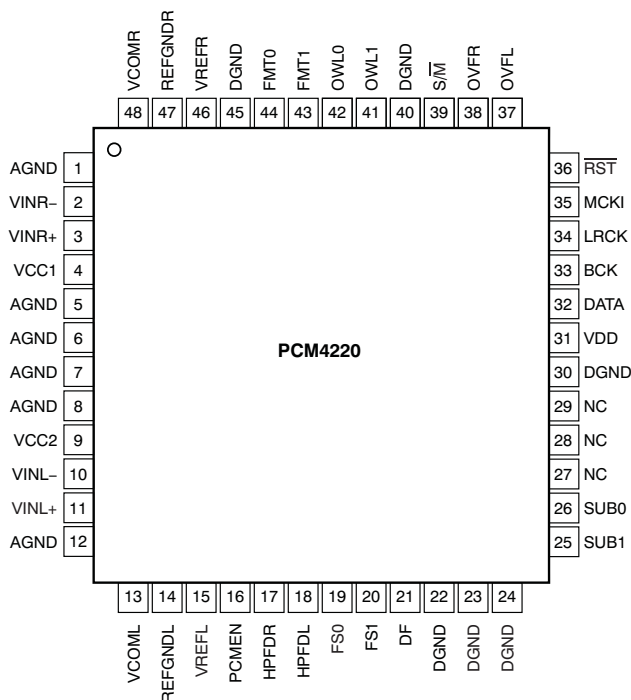 VCOMR REFGNDR VREFR DGND FMT0 FMT1 OWL0 OWL1 DGND S/M OVFR OVFL
48 47 46 45 44 43 42 41 40 39 38 37
AGND 1
VINR− 2
VINR+ 3
VCC1 4
AGND 5
AGND 6
AGND 7
AGND 8
VCC2 9
VINL− 10
VINL+ 11
AGND 12
PCM4220
36 RST
35 MCKI
34 LRCK
33 BCK
32 DATA
31 VDD
30 DGND
29 NC
28 NC
27 NC
26 SUB0
25 SUB1
13 14 15 16 17 18 19 20 21 22 23 24
VCOML REFGNDL VREFL PCMEN HPFDR HPFDL FS0 FS1 DF DGND DGND DGND